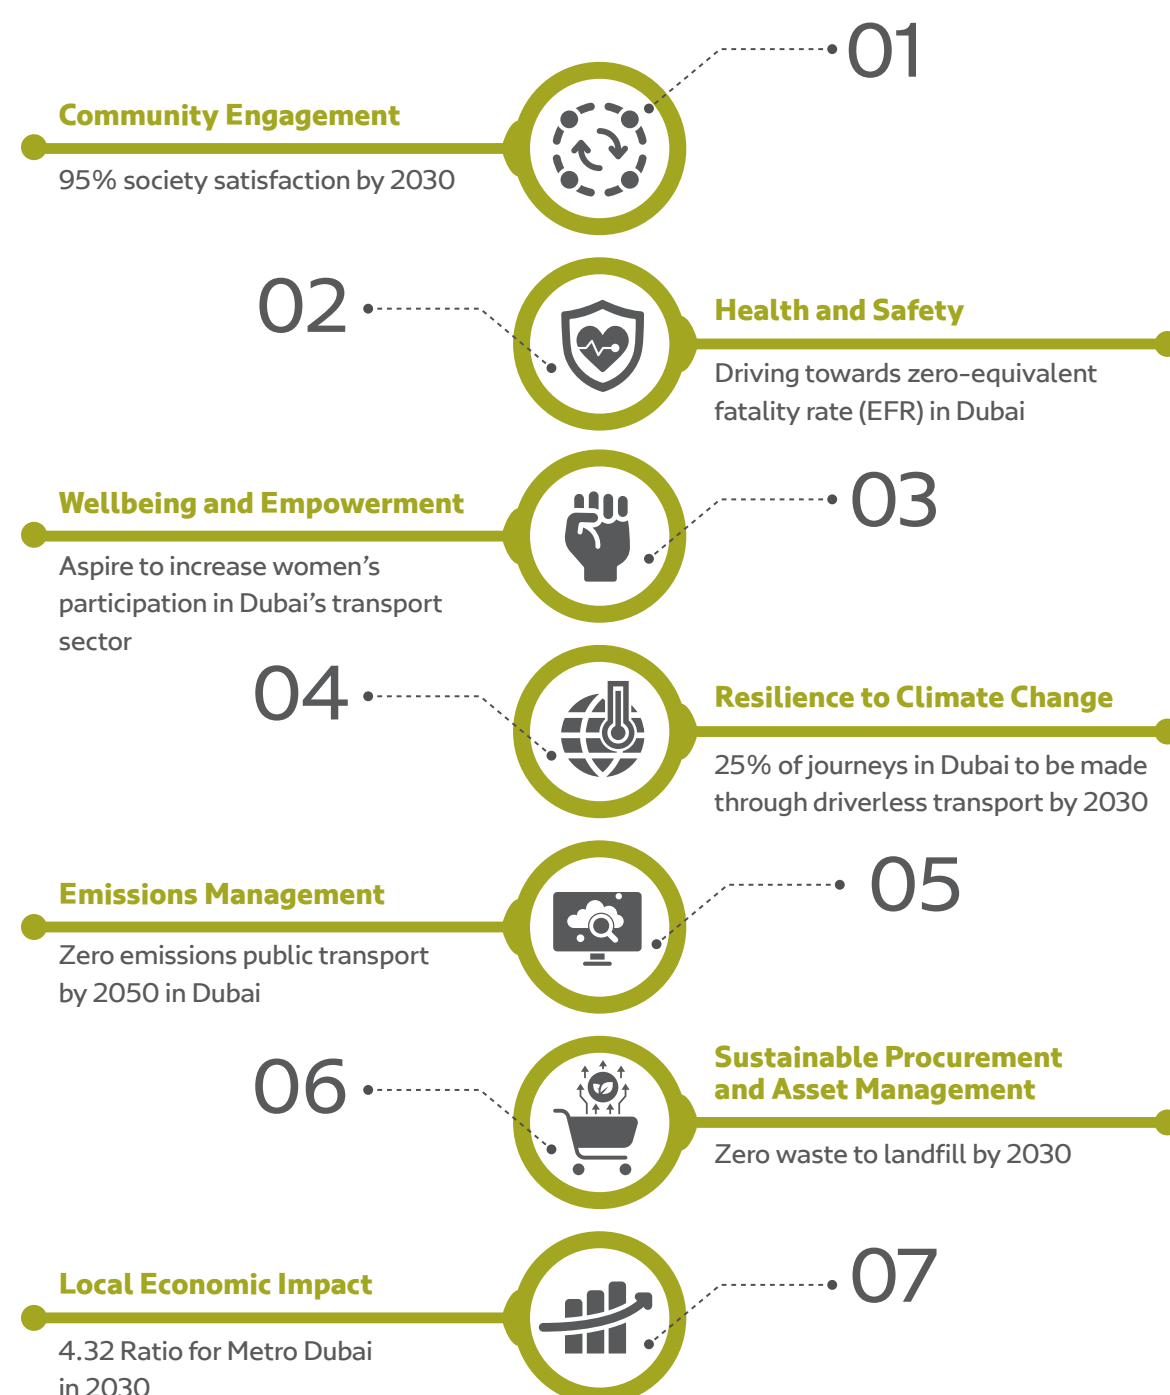 01
Community Engagement
95% society satisfaction by 2030
02
Health and Safety
Driving towards zero-equivalent
fatality rate (EFR) in Dubai
03
Wellbeing and Empowerment
Aspire to increase women’s
participation in Dubai’s transport
sector
04
Resilience to Climate Change
25% of journeys in Dubai to be made
through driverless transport by 2030
05
Emissions Management
Zero emissions public transport
by 2050 in Dubai
06
Sustainable Procurement
and Asset Management
Zero waste to landfill by 2030
07
Local Economic Impact
4.32 Ratio for Metro Dubai
in 2030